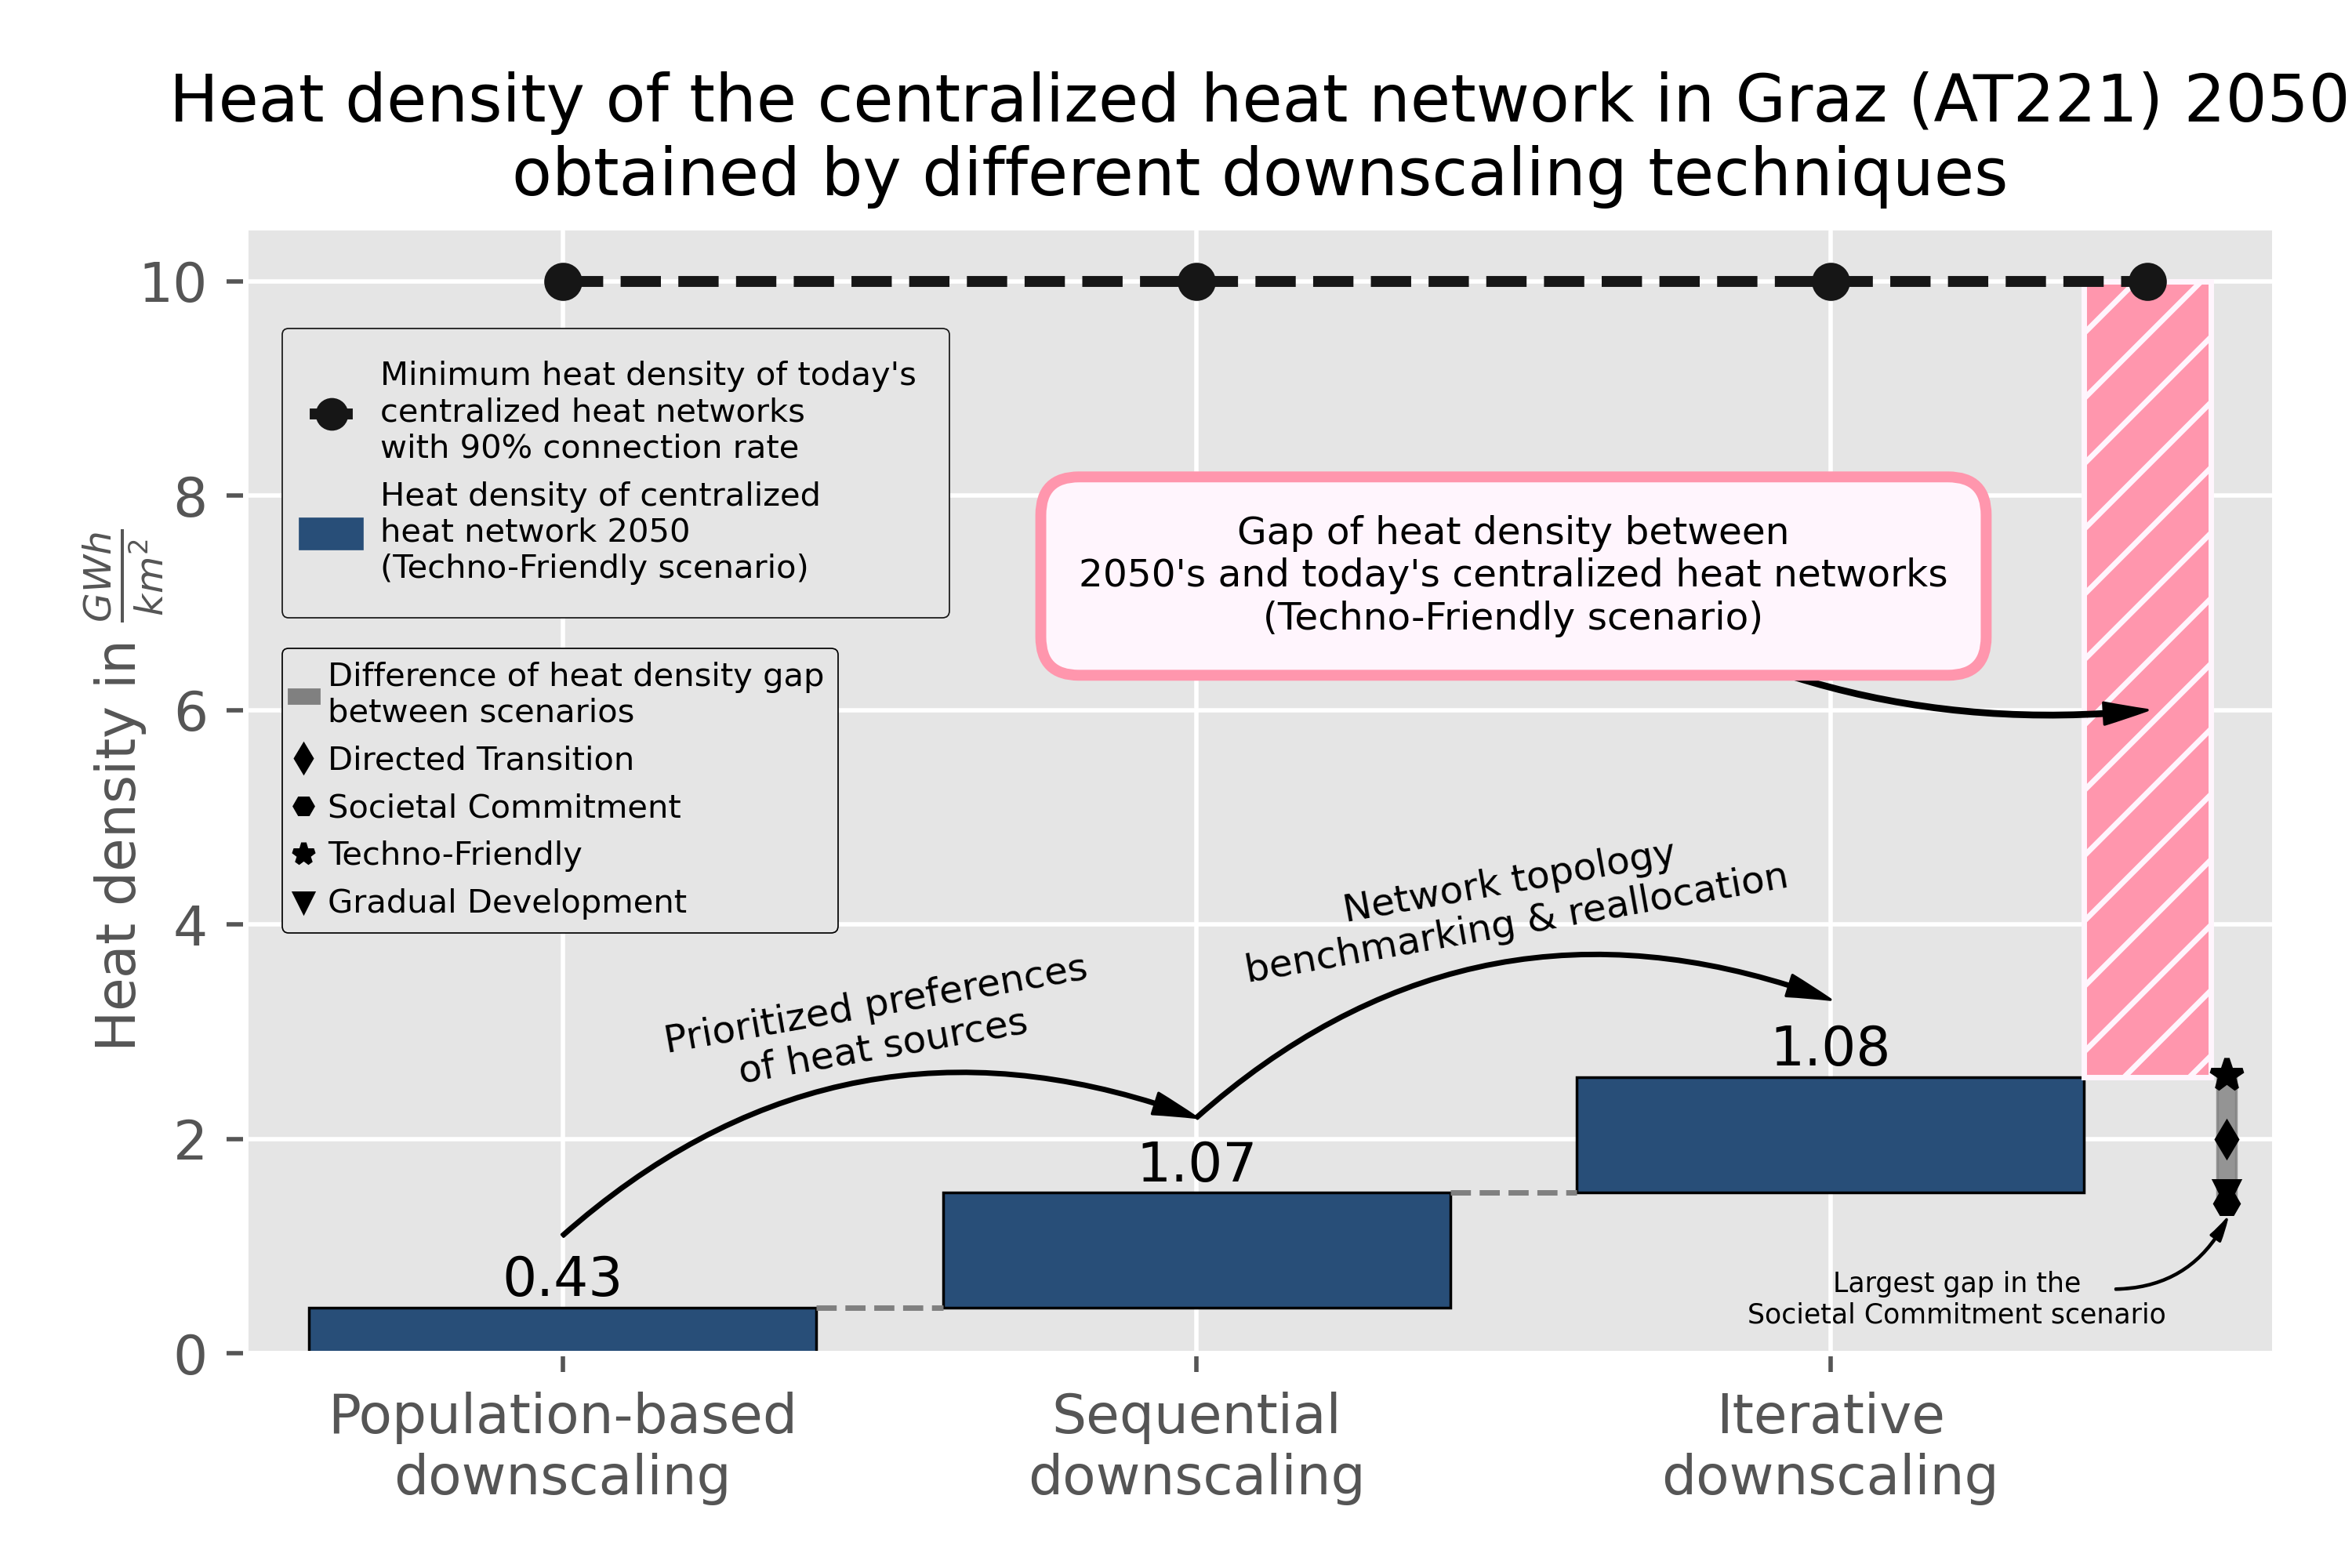 Heat density of the centralized heat network in Graz (AT221) 2050
obtained by different downscaling techniques
Heat density in GWh/km²
10
8
6
4
2
0
Minimum heat density of today's
centralized heat networks
with 90% connection rate
Heat density of centralized
heat network 2050
(Techno-Friendly scenario)
Difference of heat density gap
between scenarios
Directed Transition
Societal Commitment
Techno-Friendly
Gradual Development
Gap of heat density between
2050's and today's centralized heat networks
(Techno-Friendly scenario)
Network topology
benchmarking & reallocation
Prioritized preferences
of heat sources
0.43
1.07
1.08
Largest gap in the
Societal Commitment scenario
Population-based
downscaling
Sequential
downscaling
Iterative
downscaling